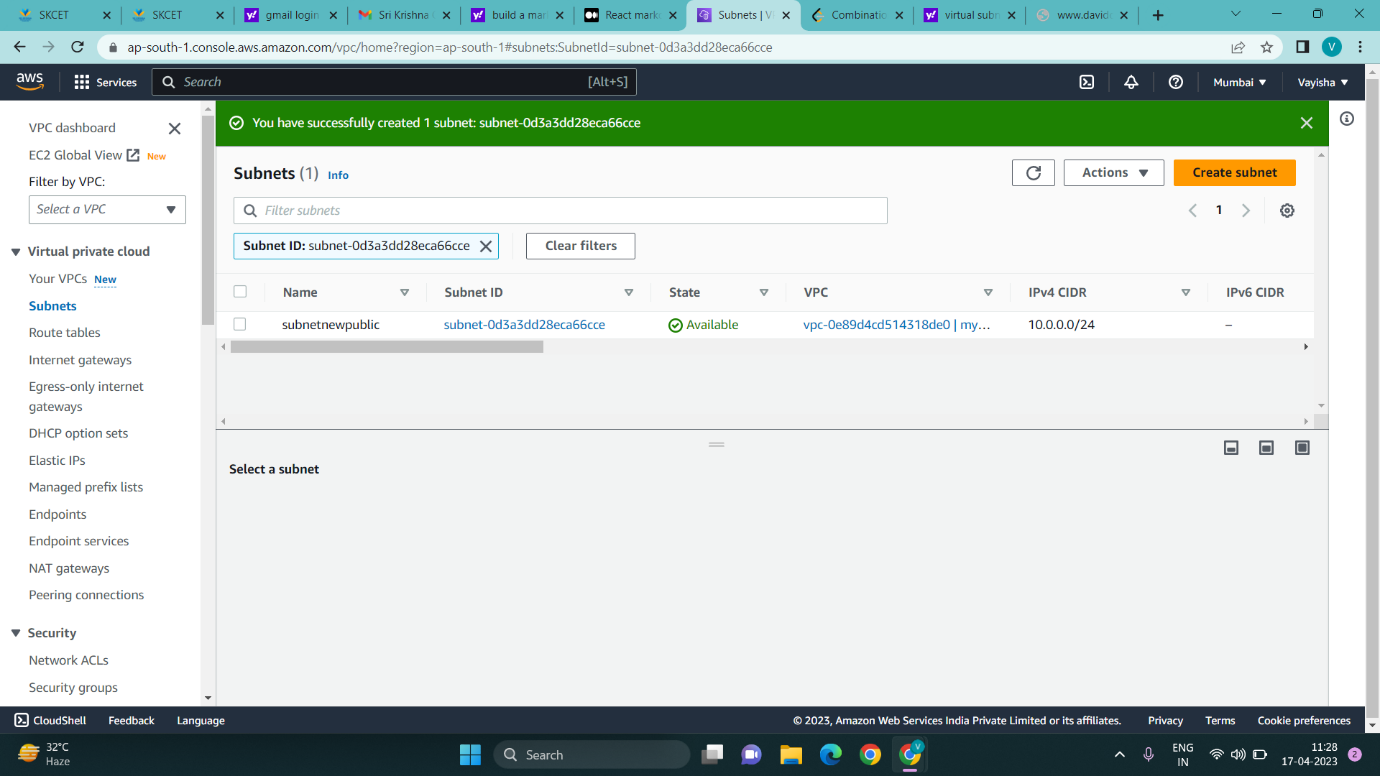 SKCET
SKCET
gmail login
Sri Krishna
build a mar
React mark
Subnets | V
Combinatio
virtual subn
www.david
ap-south-1.console.aws.amazon.com/vpc/home?region=ap-south-1#subnets:SubnetId=subnet-0d3a3dd28eca66cce
V
aws
Services
Search
[Alt+S]
Mumbai
Vayisha
VPC dashboard
EC2 Global View New
Filter by VPC:
Select a VPC
Virtual private cloud
Your VPCs New
Subnets
Route tables
Internet gateways
Egress-only internet
gateways
DHCP option sets
Elastic IPs
Managed prefix lists
Endpoints
Endpoint services
NAT gateways
Peering connections
Security
Network ACLs
Security groups
You have successfully created 1 subnet: subnet-0d3a3dd28eca66cce
Subnets (1) Info
Actions
Create subnet
Filter subnets
1
Subnet ID: subnet-0d3a3dd28eca66cce
Clear filters
Name Subnet ID State VPC IPv4 CIDR IPv6 CIDR
subnetnewpublic subnet-0d3a3dd28eca66cce Available vpc-0e89d4cd514318de0 | my... 10.0.0.0/24 –
Select a subnet
CloudShell Feedback Language
© 2023, Amazon Web Services India Private Limited or its affiliates. Privacy Terms Cookie preferences
32°C
Haze
Search
V
ENG
IN
11:28
17-04-2023
2